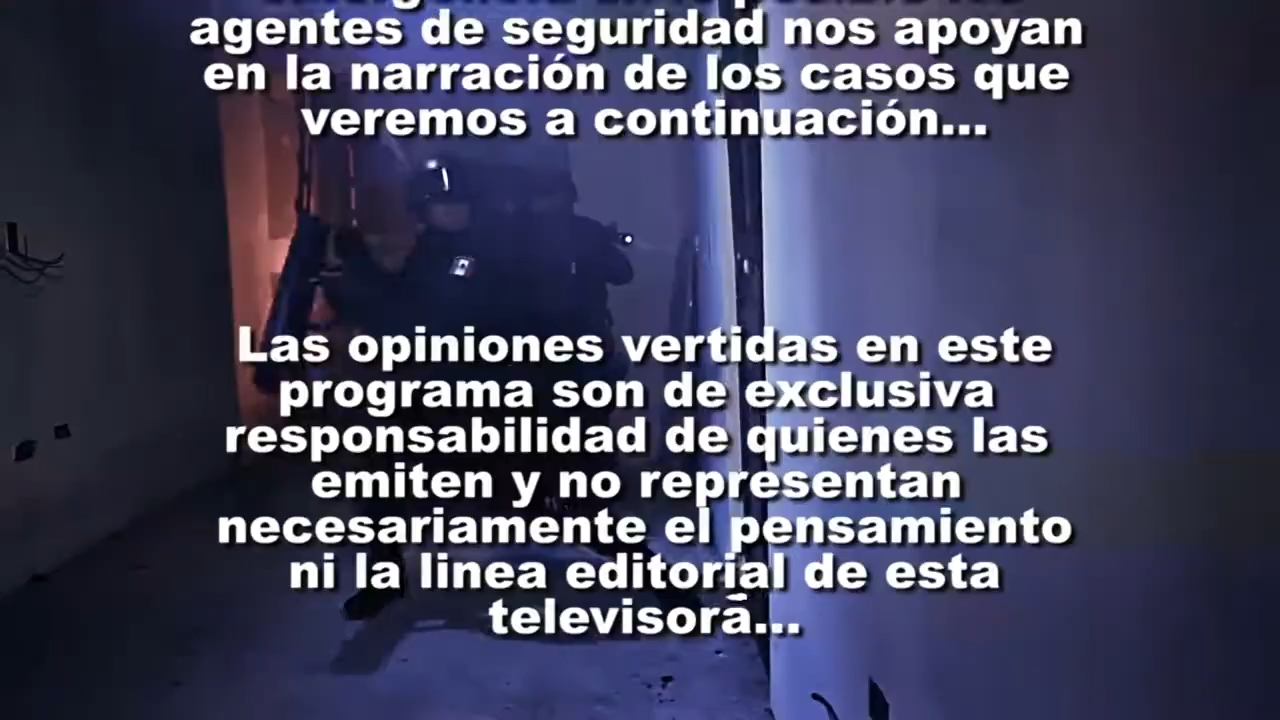 agentes de seguridad nos apoyan
en la narración de los casos que
veremos a continuación...
Las opiniones vertidas en este
programa son de exclusiva
responsabilidad de quienes las
emiten y no representan
necesariamente el pensamiento
ni la linea editorial de esta
televisora...